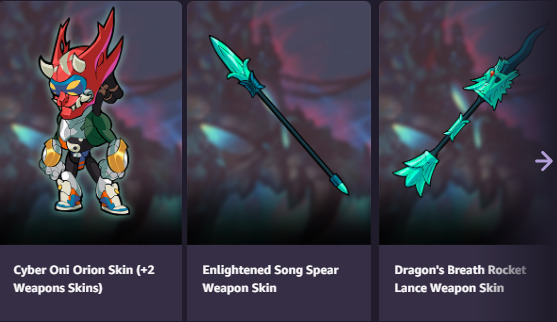 Cyber Oni Orion Skin (+2
Weapons Skins)
Enlightened Song Spear
Weapon Skin
Dragon's Breath Rocket
Lance Weapon Skin